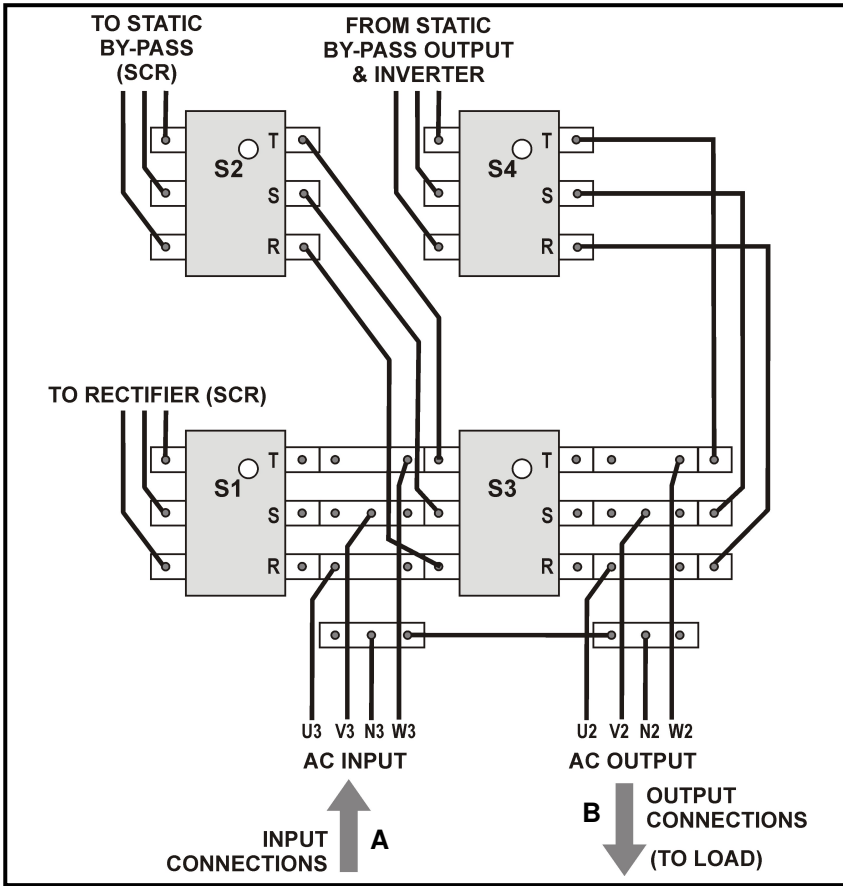 TO STATIC
BY-PASS
(SCR)
FROM STATIC
BY-PASS OUTPUT
& INVERTER
S2
T
S
R
S4
T
S
R
TO RECTIFIER (SCR)
S1
T
S
R
S3
T
S
R
U3 V3 N3 W3
AC INPUT
U2 V2 N2 W2
AC OUTPUT
INPUT
CONNECTIONS
A
B
OUTPUT
CONNECTIONS
(TO LOAD)